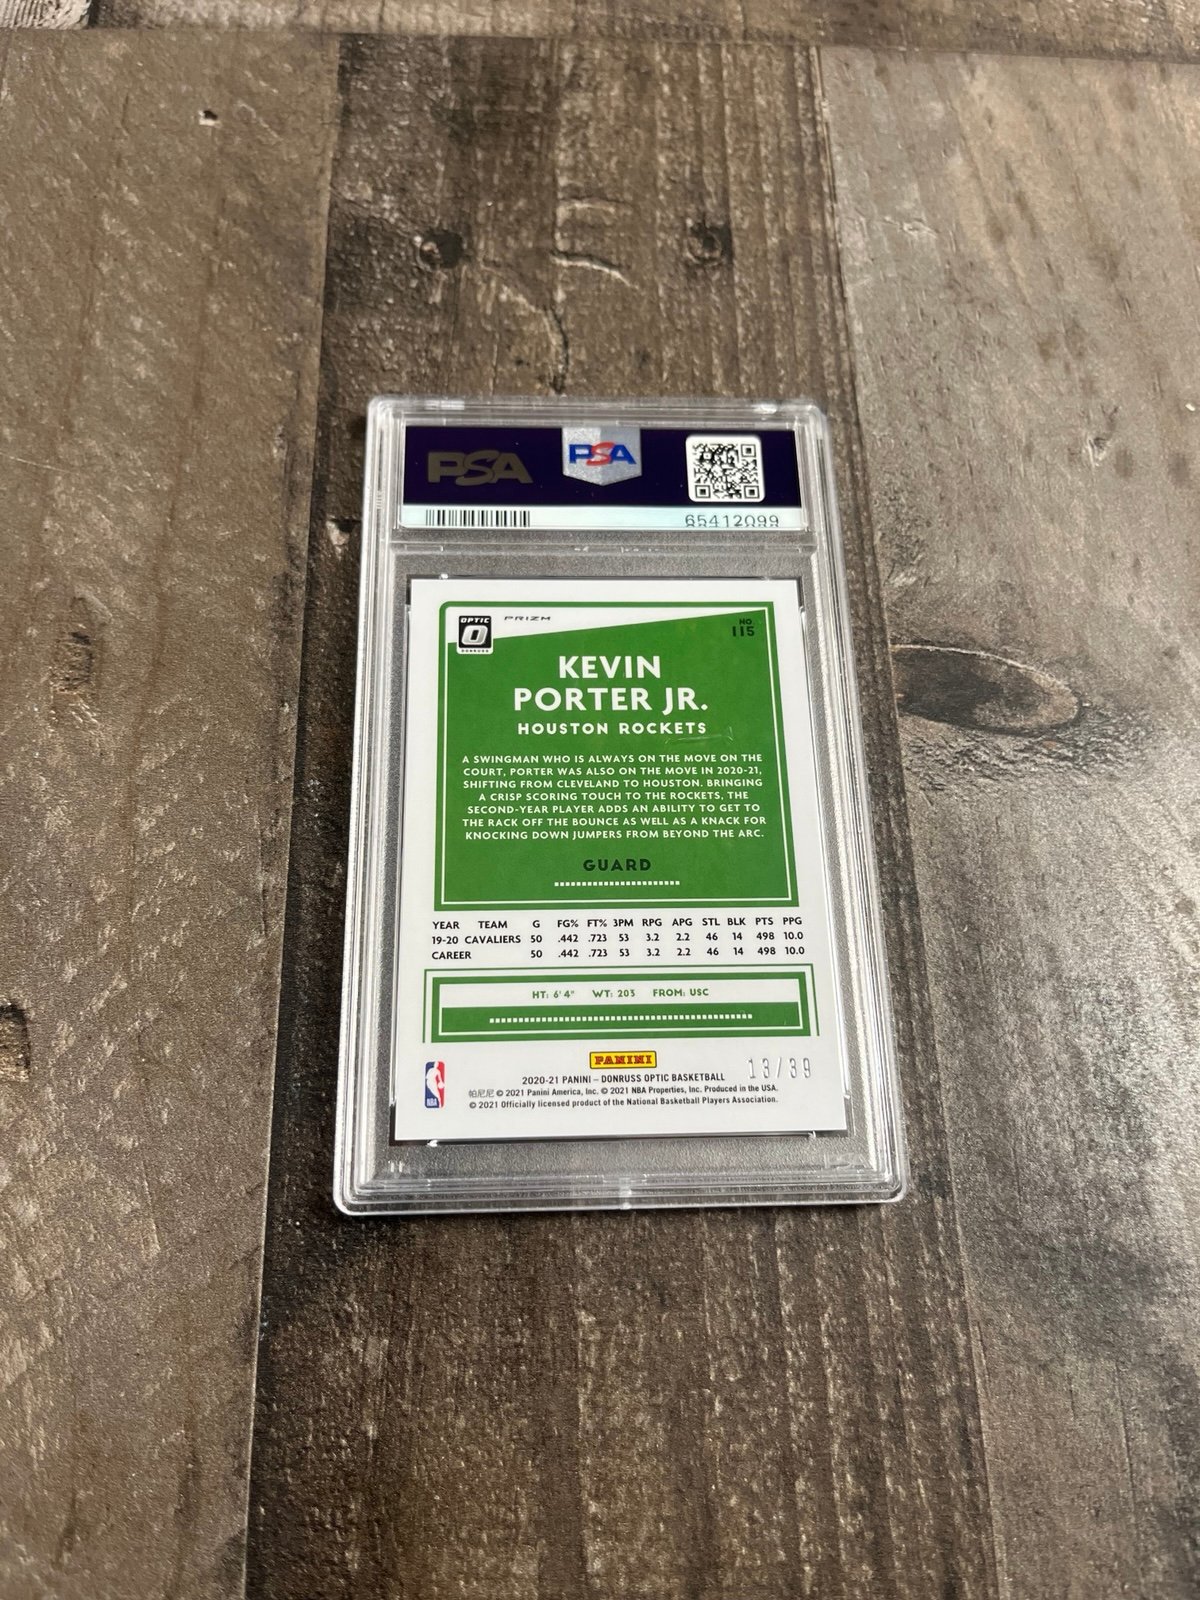 PSA
PSA
65412099
OPTIC
DONRUSS
PRIZM
NO.
115
KEVIN
PORTER JR.
HOUSTON ROCKETS
A SWINGMAN WHO IS ALWAYS ON THE MOVE ON THE
COURT, PORTER WAS ALSO ON THE MOVE IN 2020-21,
SHIFTING FROM CLEVELAND TO HOUSTON. BRINGING
A CRISP SCORING TOUCH TO THE ROCKETS, THE
SECOND-YEAR PLAYER ADDS AN ABILITY TO GET TO
THE RACK OFF THE BOUNCE AS WELL AS A KNACK FOR
KNOCKING DOWN JUMPERS FROM BEYOND THE ARC.
GUARD
YEAR TEAM G FG% FT% 3PM RPG APG STL BLK PTS PPG
19-20 CAVALIERS 50 .442 .723 53 3.2 2.2 46 14 498 10.0
CAREER 50 .442 .723 53 3.2 2.2 46 14 498 10.0
HT: 6' 4" WT: 203 FROM: USC
PANINI
13/39
2020-21 PANINI – DONRUSS OPTIC BASKETBALL
帕尼尼 © 2021 Panini America, Inc. © 2021 NBA Properties, Inc. Produced in the USA.
© 2021 Officially licensed product of the National Basketball Players Association.
NBA